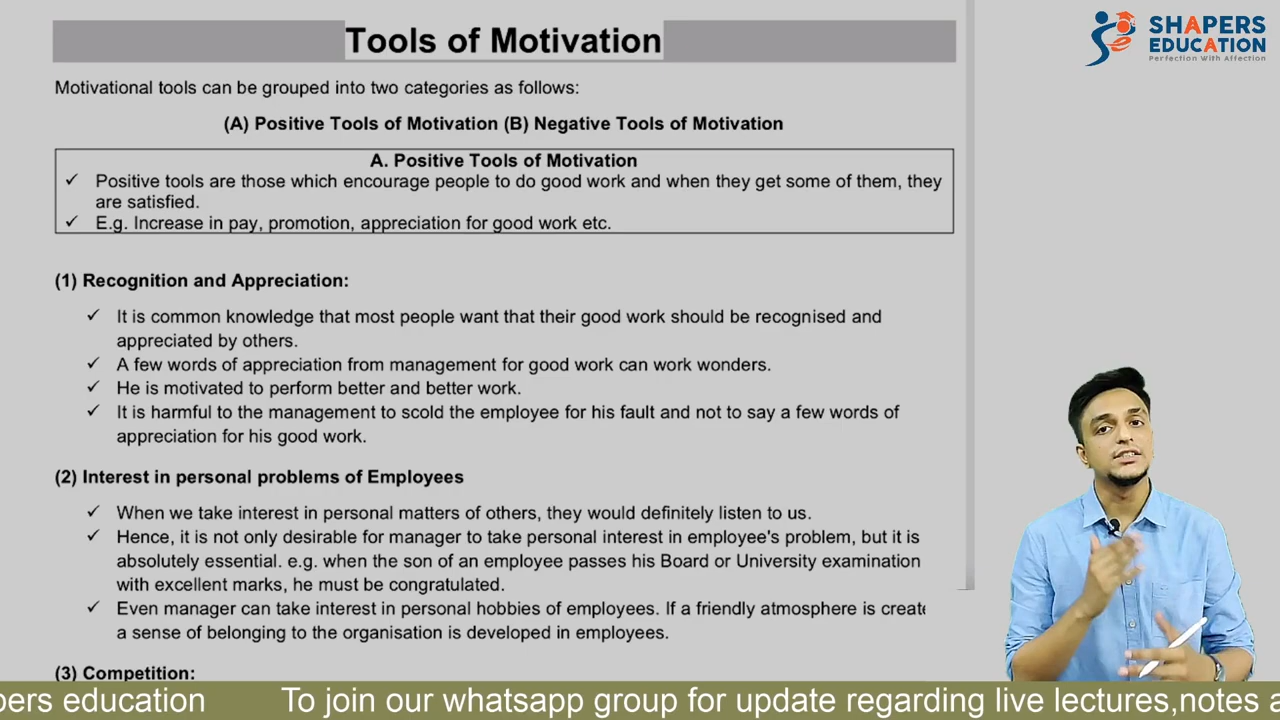 Tools of Motivation
SHAPERS
EDUCATION
Perfection With Affection
Motivational tools can be grouped into two categories as follows:
(A) Positive Tools of Motivation (B) Negative Tools of Motivation
A. Positive Tools of Motivation
✓ Positive tools are those which encourage people to do good work and when they get some of them, they
are satisfied.
✓ E.g. Increase in pay, promotion, appreciation for good work etc.
(1) Recognition and Appreciation:
✓ It is common knowledge that most people want that their good work should be recognised and
appreciated by others.
✓ A few words of appreciation from management for good work can work wonders.
✓ He is motivated to perform better and better work.
✓ It is harmful to the management to scold the employee for his fault and not to say a few words of
appreciation for his good work.
(2) Interest in personal problems of Employees
✓ When we take interest in personal matters of others, they would definitely listen to us.
✓ Hence, it is not only desirable for manager to take personal interest in employee's problem, but it is
absolutely essential. e.g. when the son of an employee passes his Board or University examination
with excellent marks, he must be congratulated.
✓ Even manager can take interest in personal hobbies of employees. If a friendly atmosphere is create
a sense of belonging to the organisation is developed in employees.
(3) Competition:
pers education To join our whatsapp group for update regarding live lectures,notes a